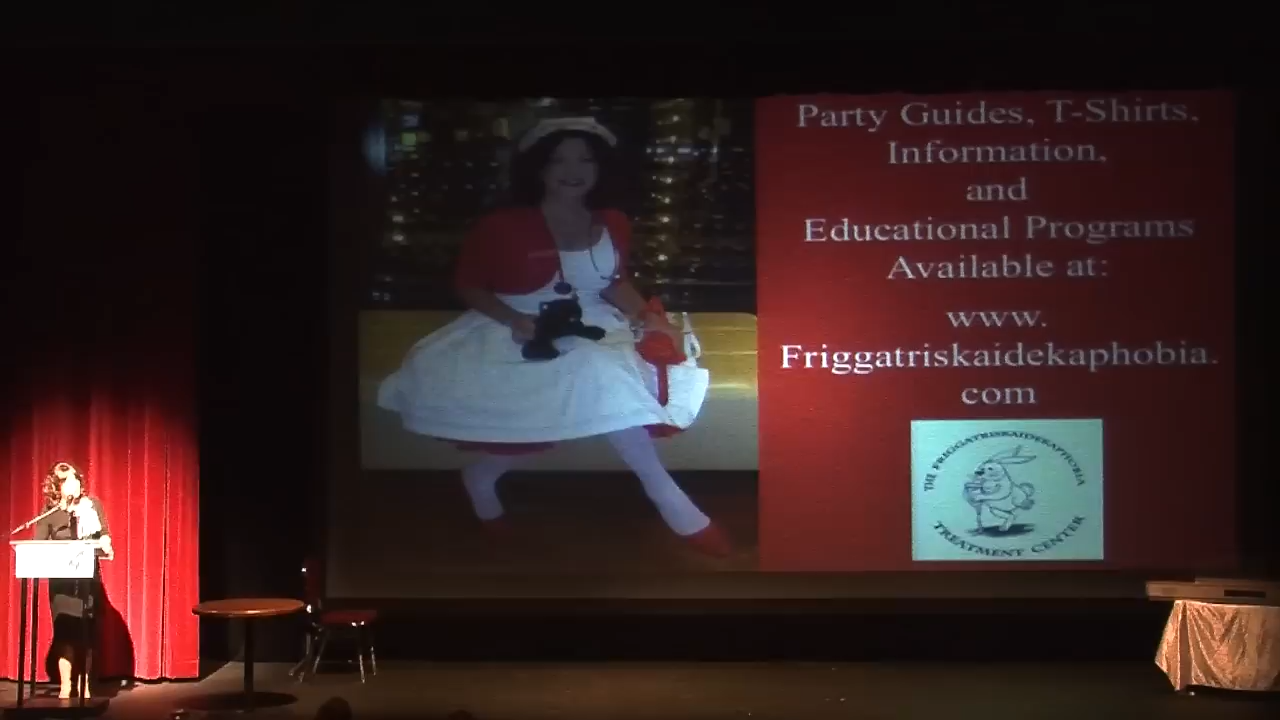 Party Guides, T-Shirts,
Information,
and
Educational Programs
Available at:
www.
Friggatriskaidekaphobia.
com
THE FRIGGATRISKAIDEKAPHOBIA
TREATMENT CENTER